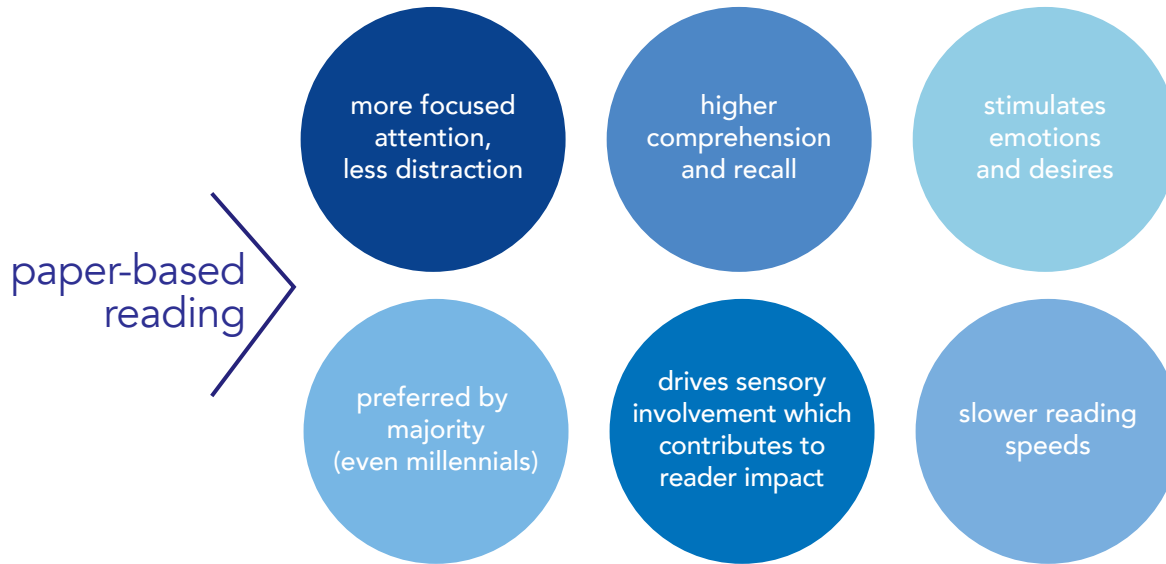 paper-based
reading
more focused
attention,
less distraction
higher
comprehension
and recall
stimulates
emotions
and desires
preferred by
majority
(even millennials)
drives sensory
involvement which
contributes to
reader impact
slower reading
speeds